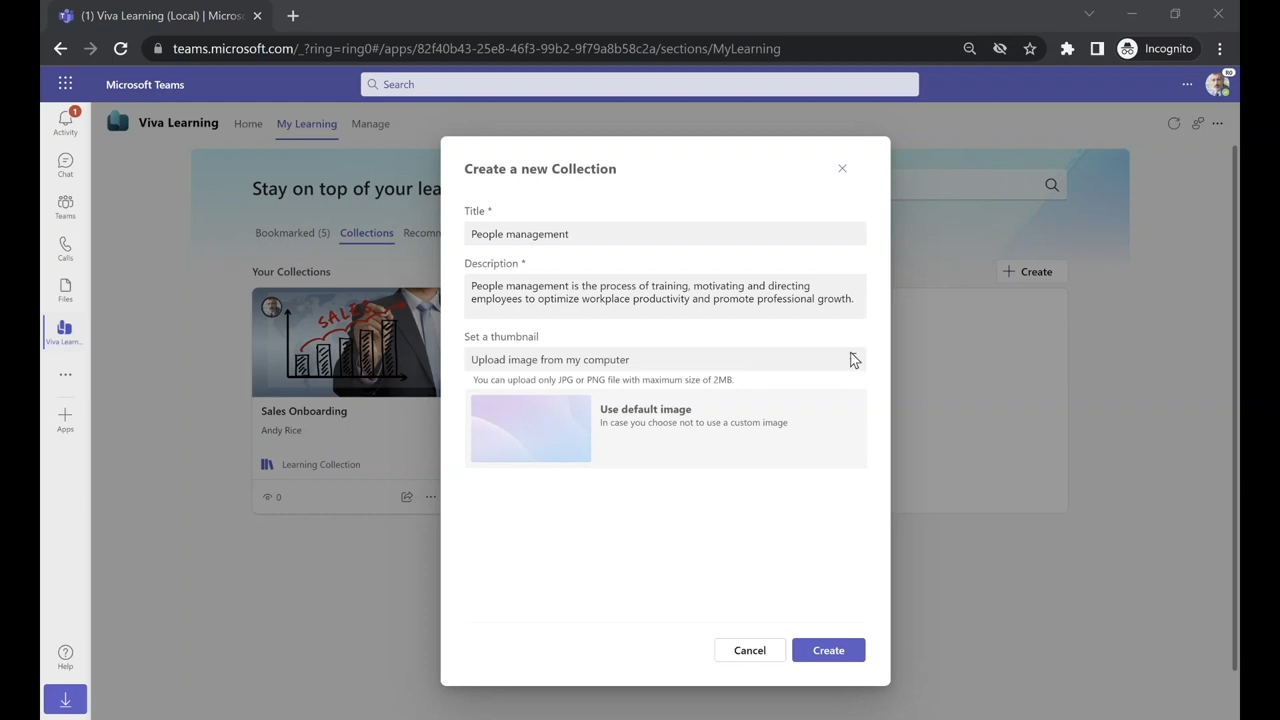 (1) Viva Learning (Local) | Micros
teams.microsoft.com/_?ring=ring0#/apps/82f40b43-25e8-46f3-99b2-9f79a8b58c2a/sections/MyLearning
Incognito
Microsoft Teams
Search
RO
1
Activity
Chat
Teams
Calls
Files
Viva Learn...
Apps
Help
Viva Learning
Home
My Learning
Manage
Stay on top of your lea
Bookmarked (5)
Collections
Recomn
Your Collections
Create
SALES
Sales Onboarding
Andy Rice
Learning Collection
0
Create a new Collection
Title *
People management
Description *
People management is the process of training, motivating and directing
employees to optimize workplace productivity and promote professional growth.
Set a thumbnail
Upload image from my computer
You can upload only JPG or PNG file with maximum size of 2MB.
Use default image
In case you choose not to use a custom image
Cancel
Create